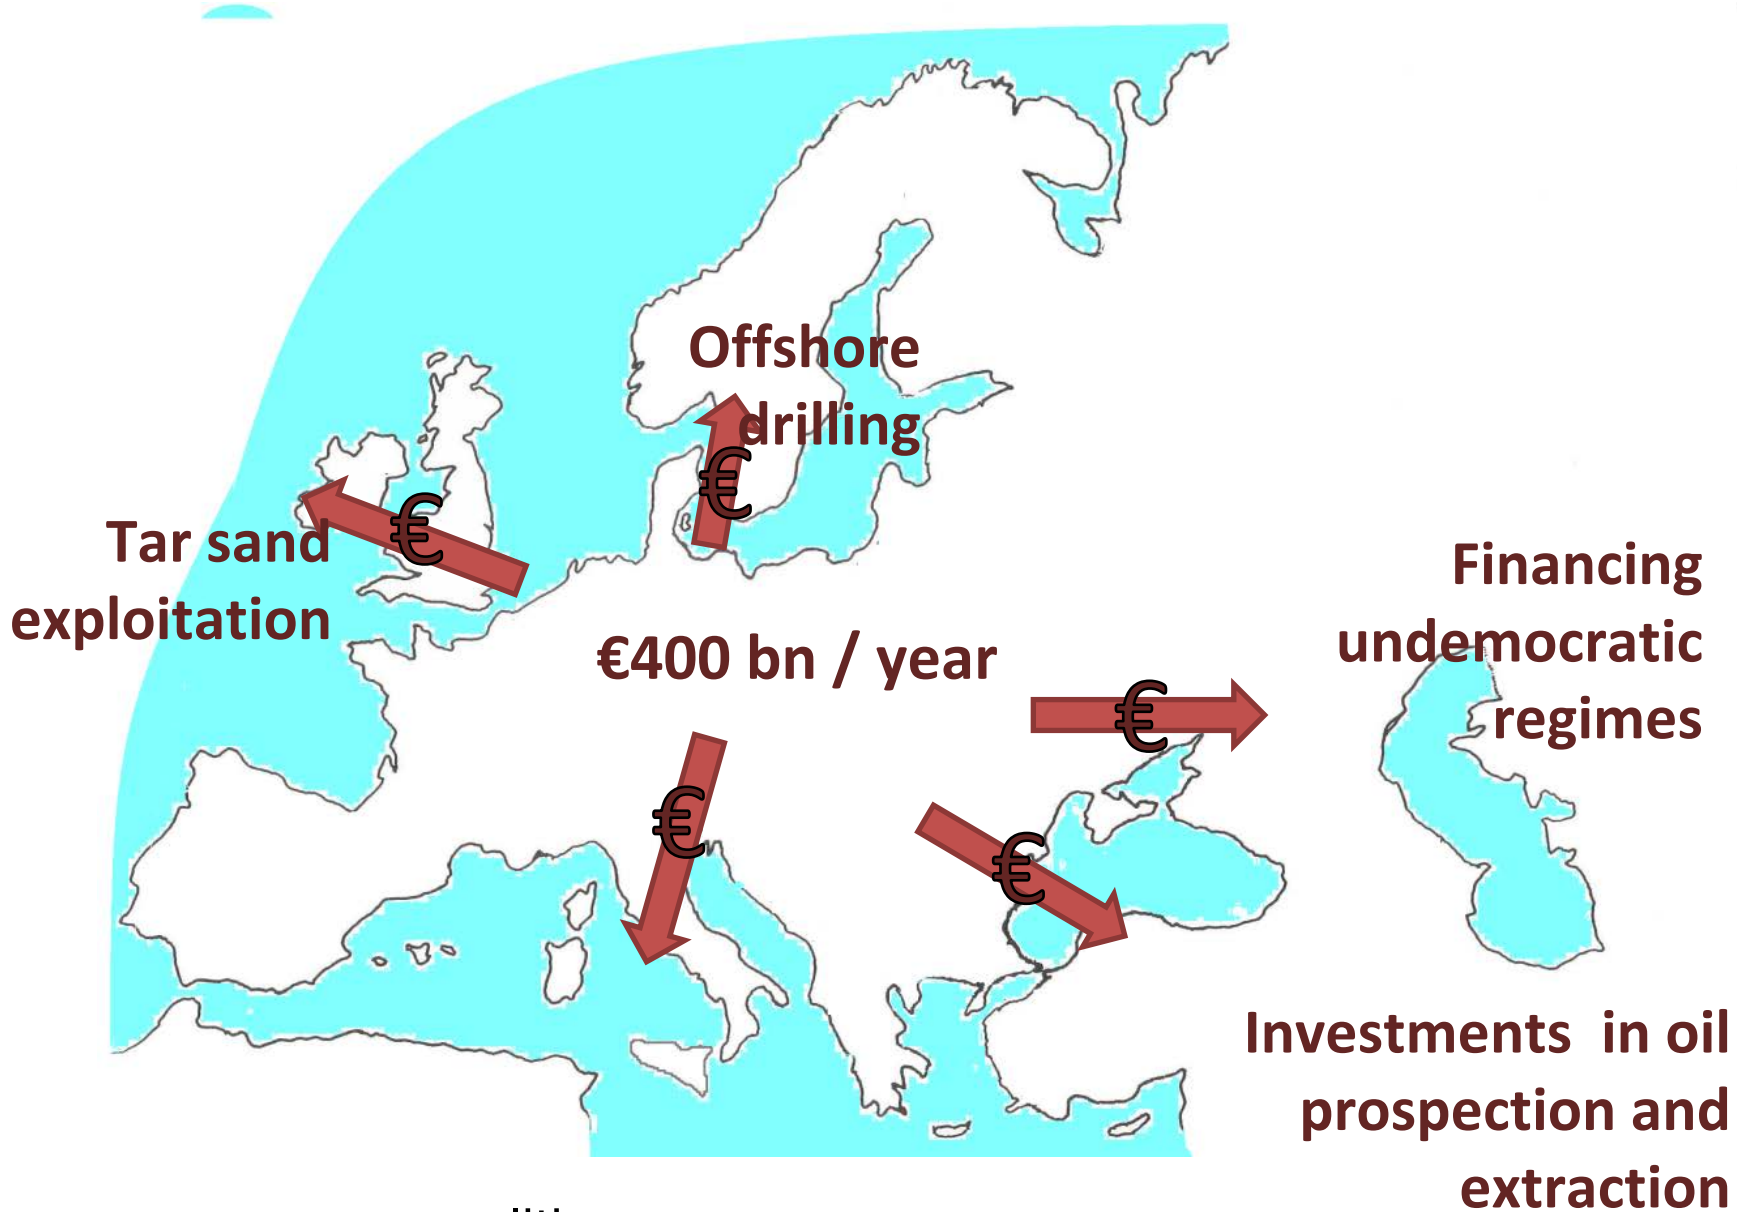 Offshore
drilling
€
€
Tar sand
exploitation
Financing
undemocratic
regimes
€400 bn / year
€
€
€
Investments in oil
prospection and
extraction